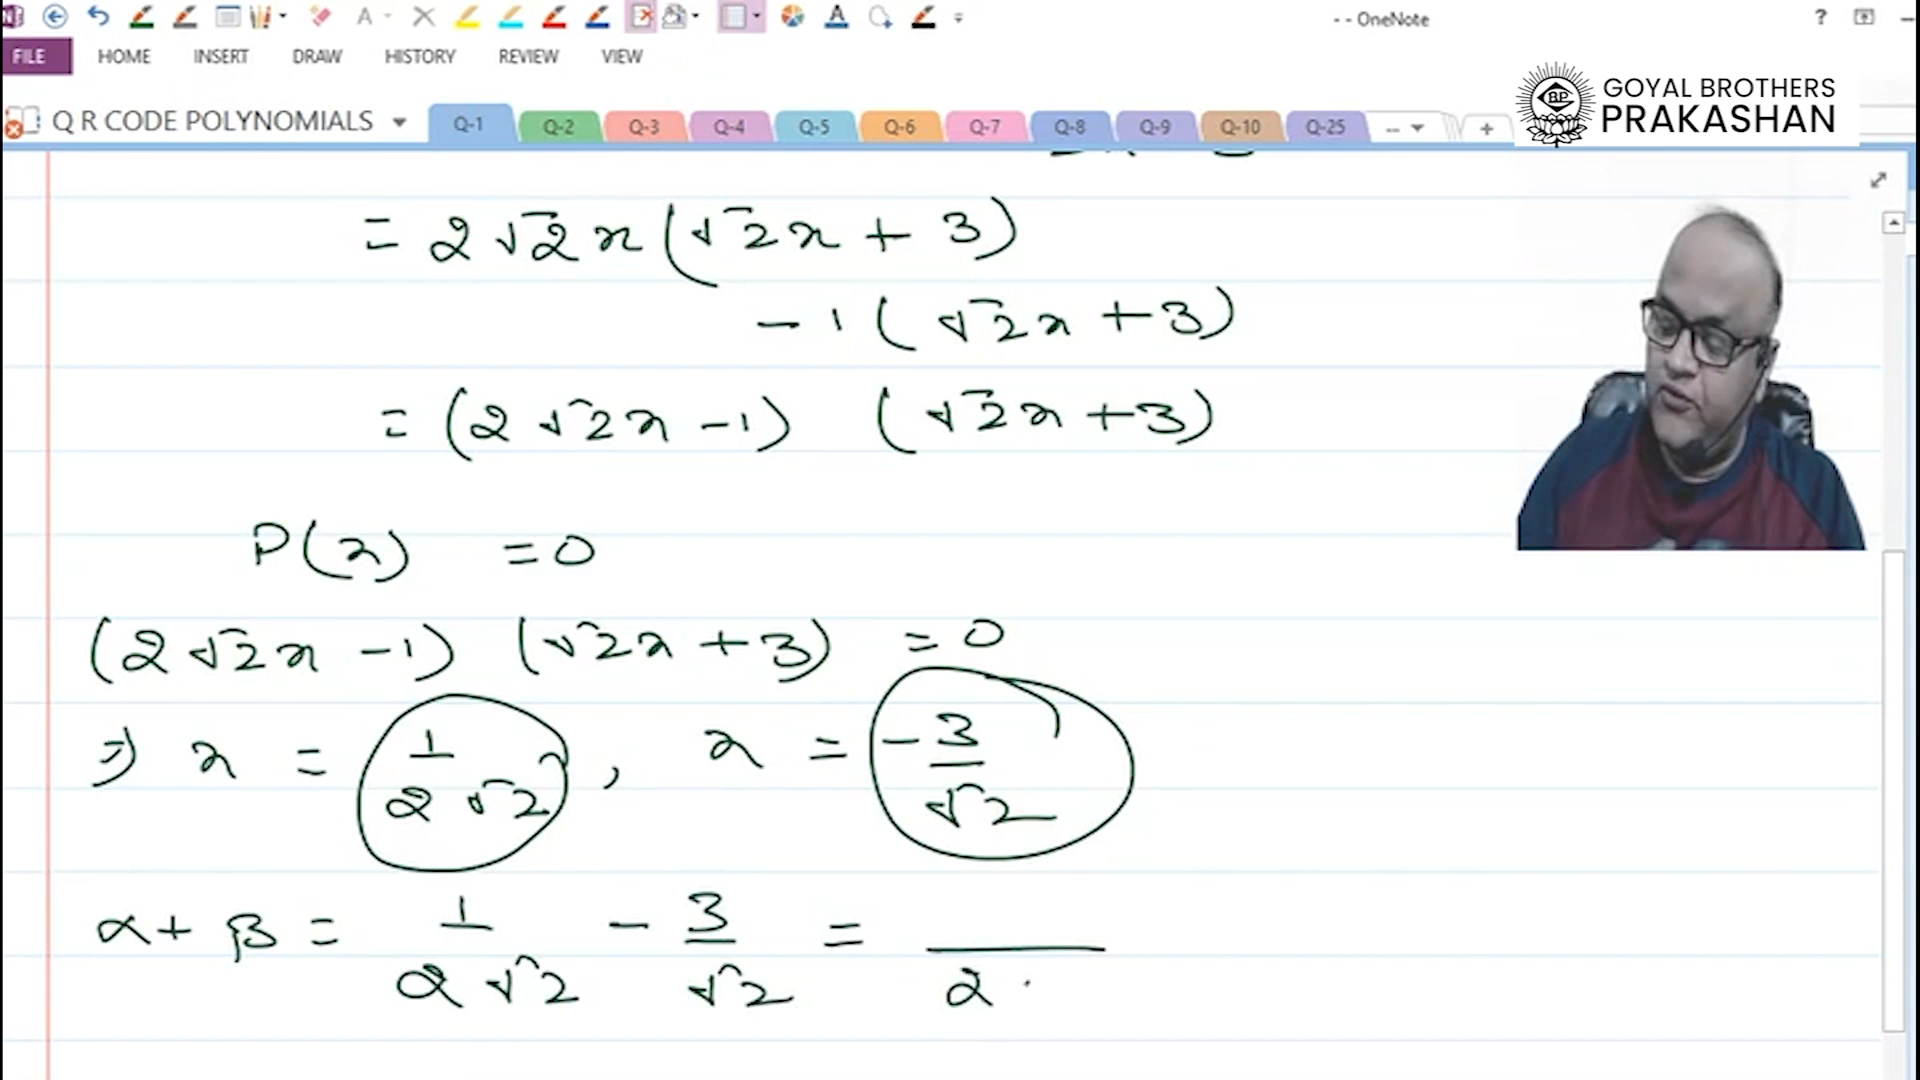 - - OneNote
FILE HOME INSERT DRAW HISTORY REVIEW VIEW
GOYAL BROTHERS
PRAKASHAN
BP
Q R CODE POLYNOMIALS Q-1 Q-2 Q-3 Q-4 Q-5 Q-6 Q-7 Q-8 Q-9 Q-10 Q-25
= 2√2x(√2x + 3)
- 1(√2x + 3)
= (2√2x - 1) (√2x + 3)
P(x) = 0
(2√2x - 1) (√2x + 3) = 0
⇒ x = 1/2√2, x = -3/√2
α + β = 1/2√2 - 3/√2 = /2